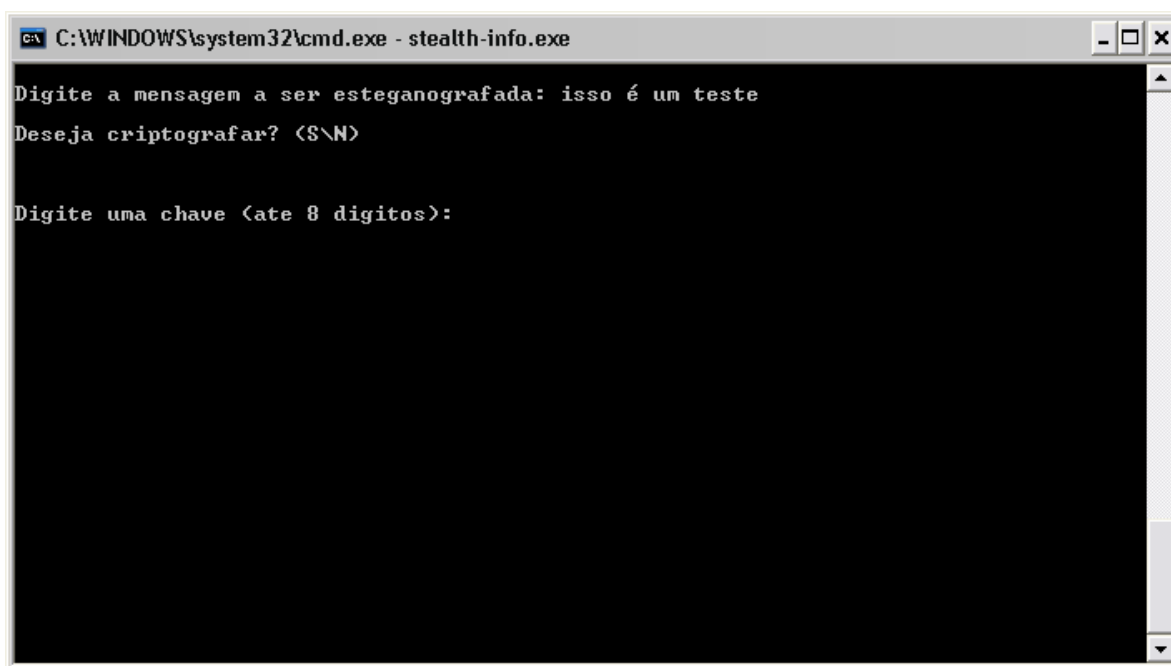 C:\WINDOWS\system32\cmd.exe - stealth-info.exe
Digite a mensagem a ser esteganografada: isso é um teste
Deseja criptografar? (S\N)
Digite uma chave (ate 8 digitos):